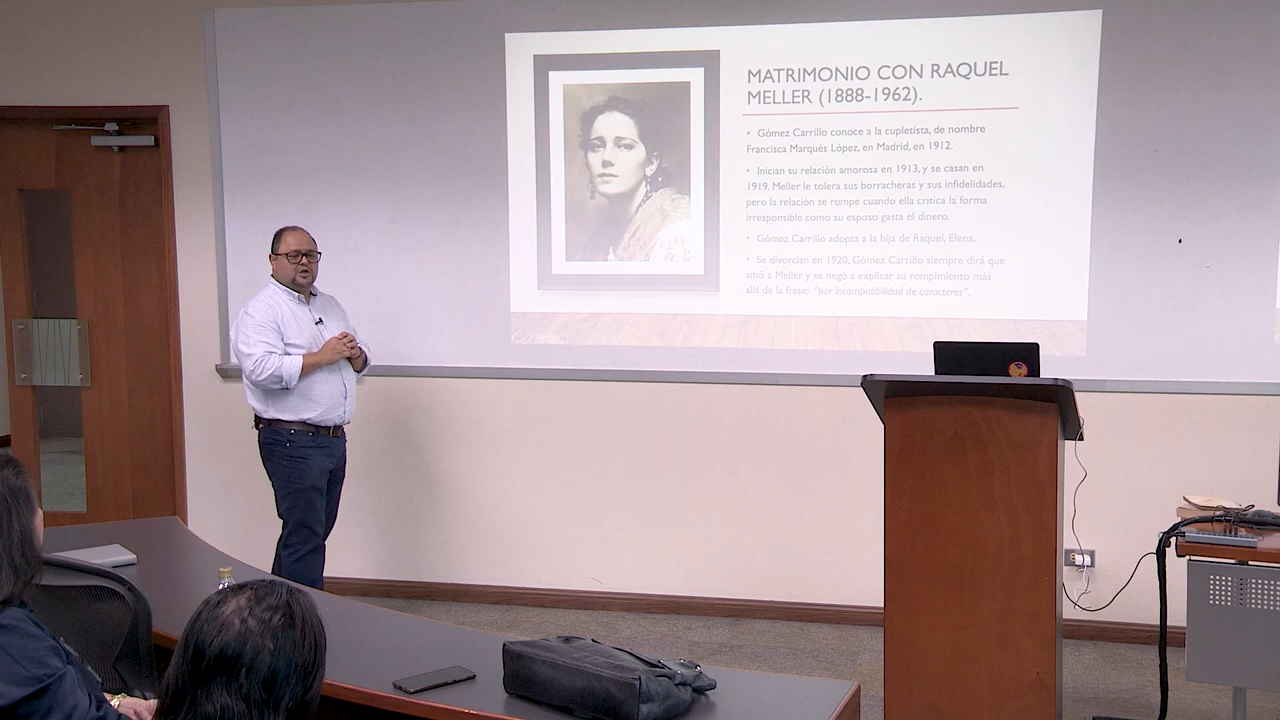 MATRIMONIO CON RAQUEL
MELLER (1888-1962).
• Gómez Carrillo conoce a la cupletista, de nombre
Francisca Marqués López, en Madrid, en 1912.
• Inician su relación amorosa en 1913, y se casan en
1919. Meller le tolera sus borracheras y sus infidelidades,
pero la relación se rompe cuando ella critica la forma
irresponsible como su esposo gasta el dinero.
• Gómez Carrillo adopta a la hija de Raquel, Elena.
• Se divorcian en 1920, Gómez Carrillo siempre dirá que
amó a Meller y se negó a explicar su rompimiento más
allá de la frase: "por incompatibilidad de caracteres".